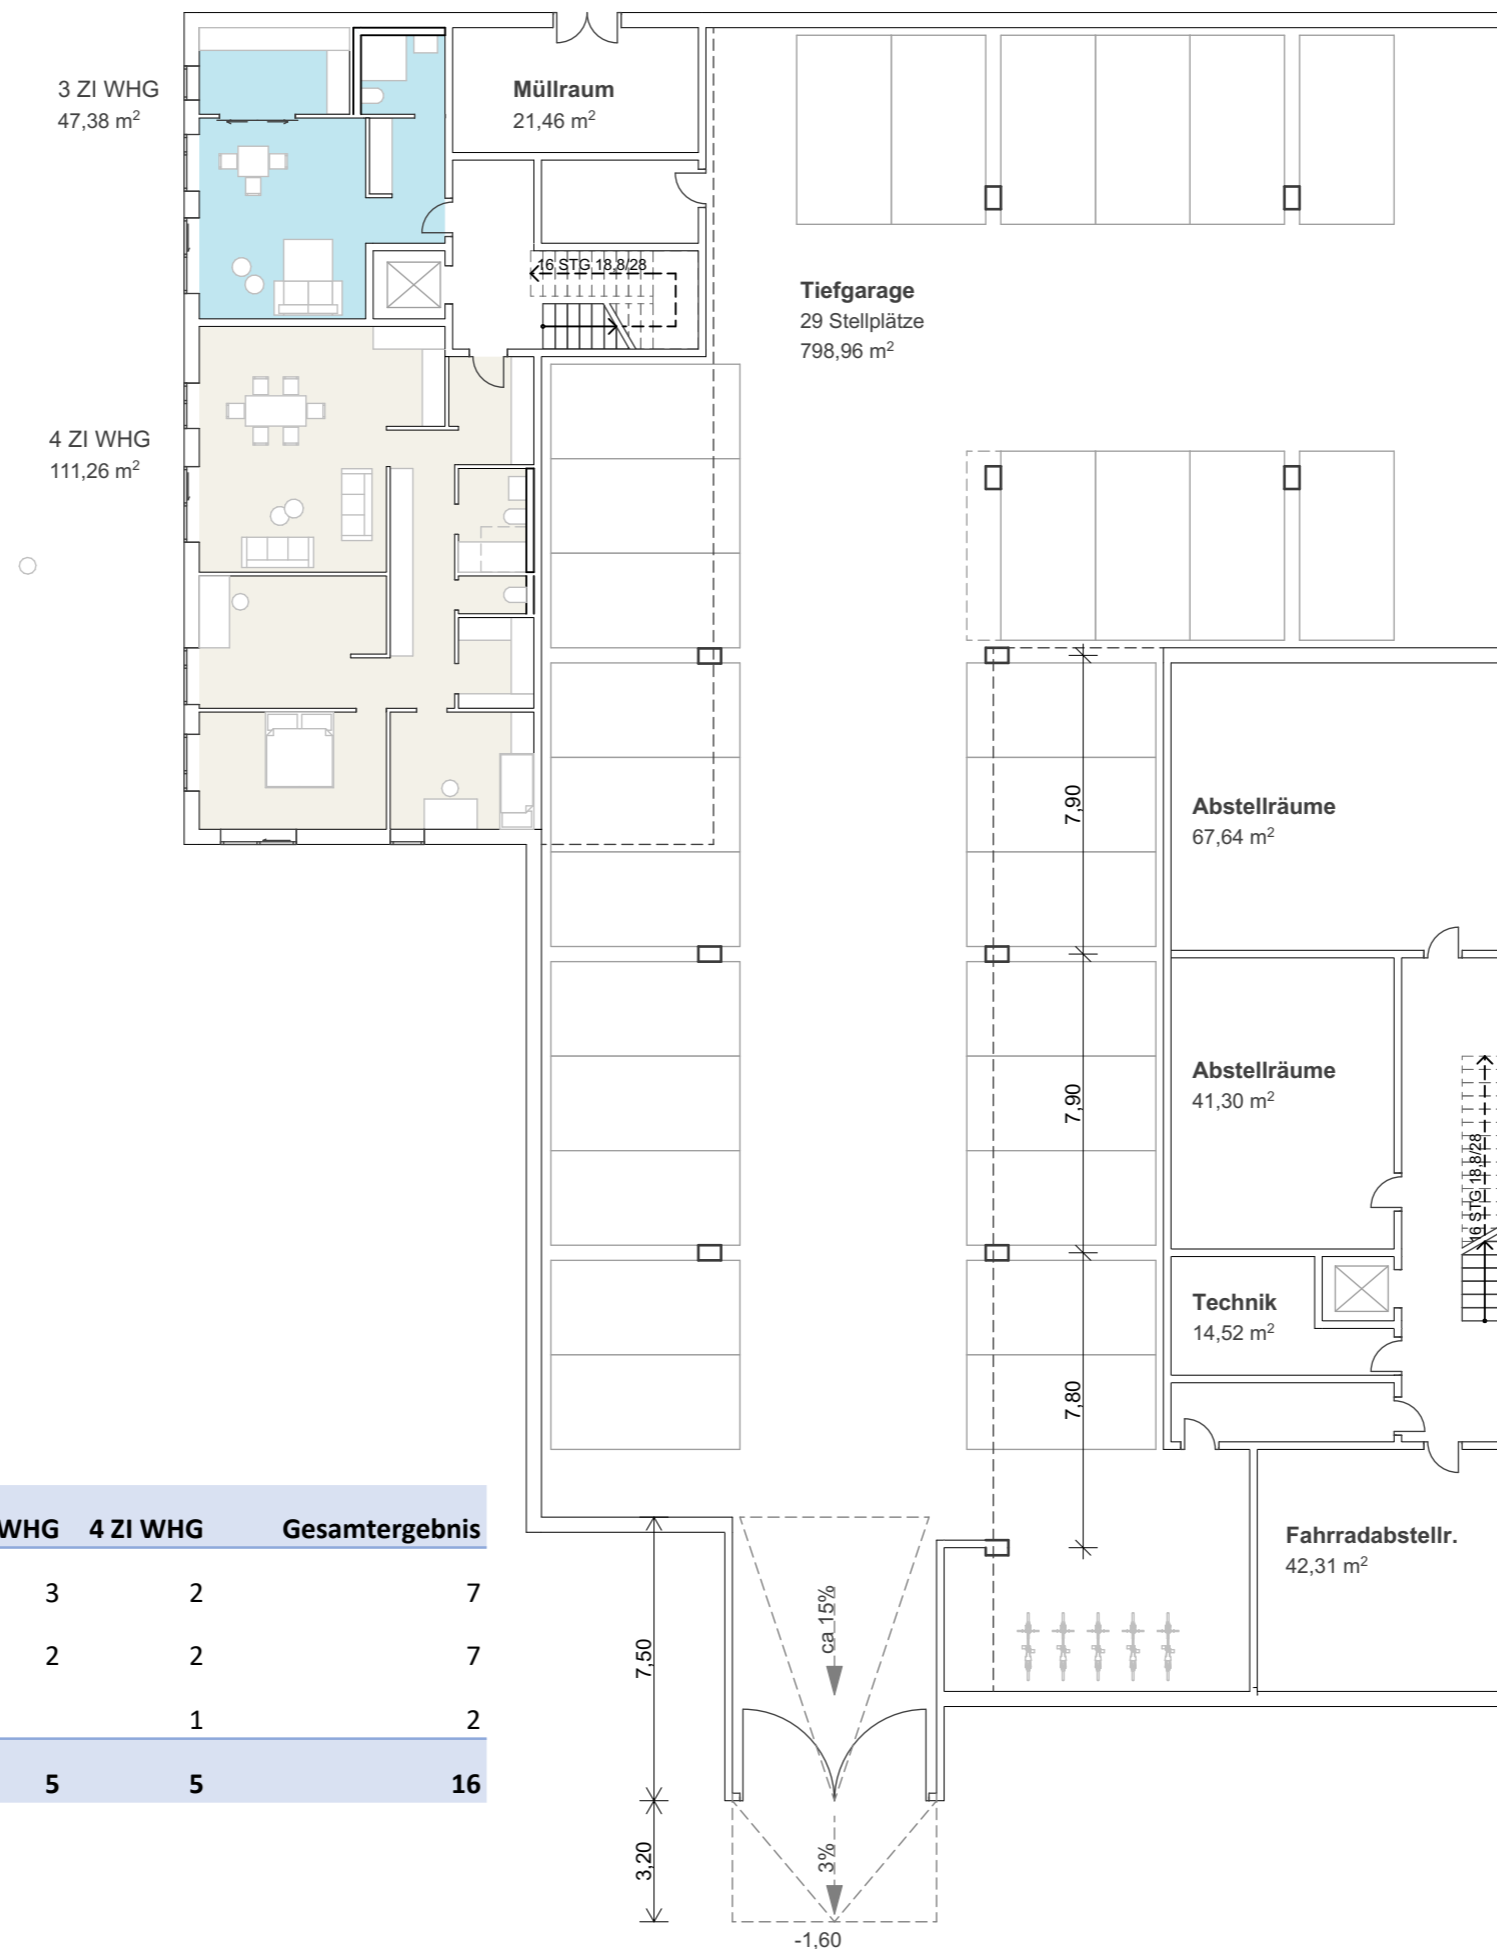 3 ZI WHG
47,38 m²
Müllraum
21,46 m²
16 STG 18,8/28
Tiefgarage
29 Stellplätze
798,96 m²
4 ZI WHG
111,26 m²
7,90
Abstellräume
67,64 m²
7,90
Abstellräume
41,30 m²
16 STG 18,8/28
Technik
14,52 m²
7,80
WHG 4 ZI WHG Gesamtergebnis
3 2 7
2 2 7
1 2
5 5 16
Fahrradabstellr.
42,31 m²
ca 15%
7,50
3,20
3%
-1,60